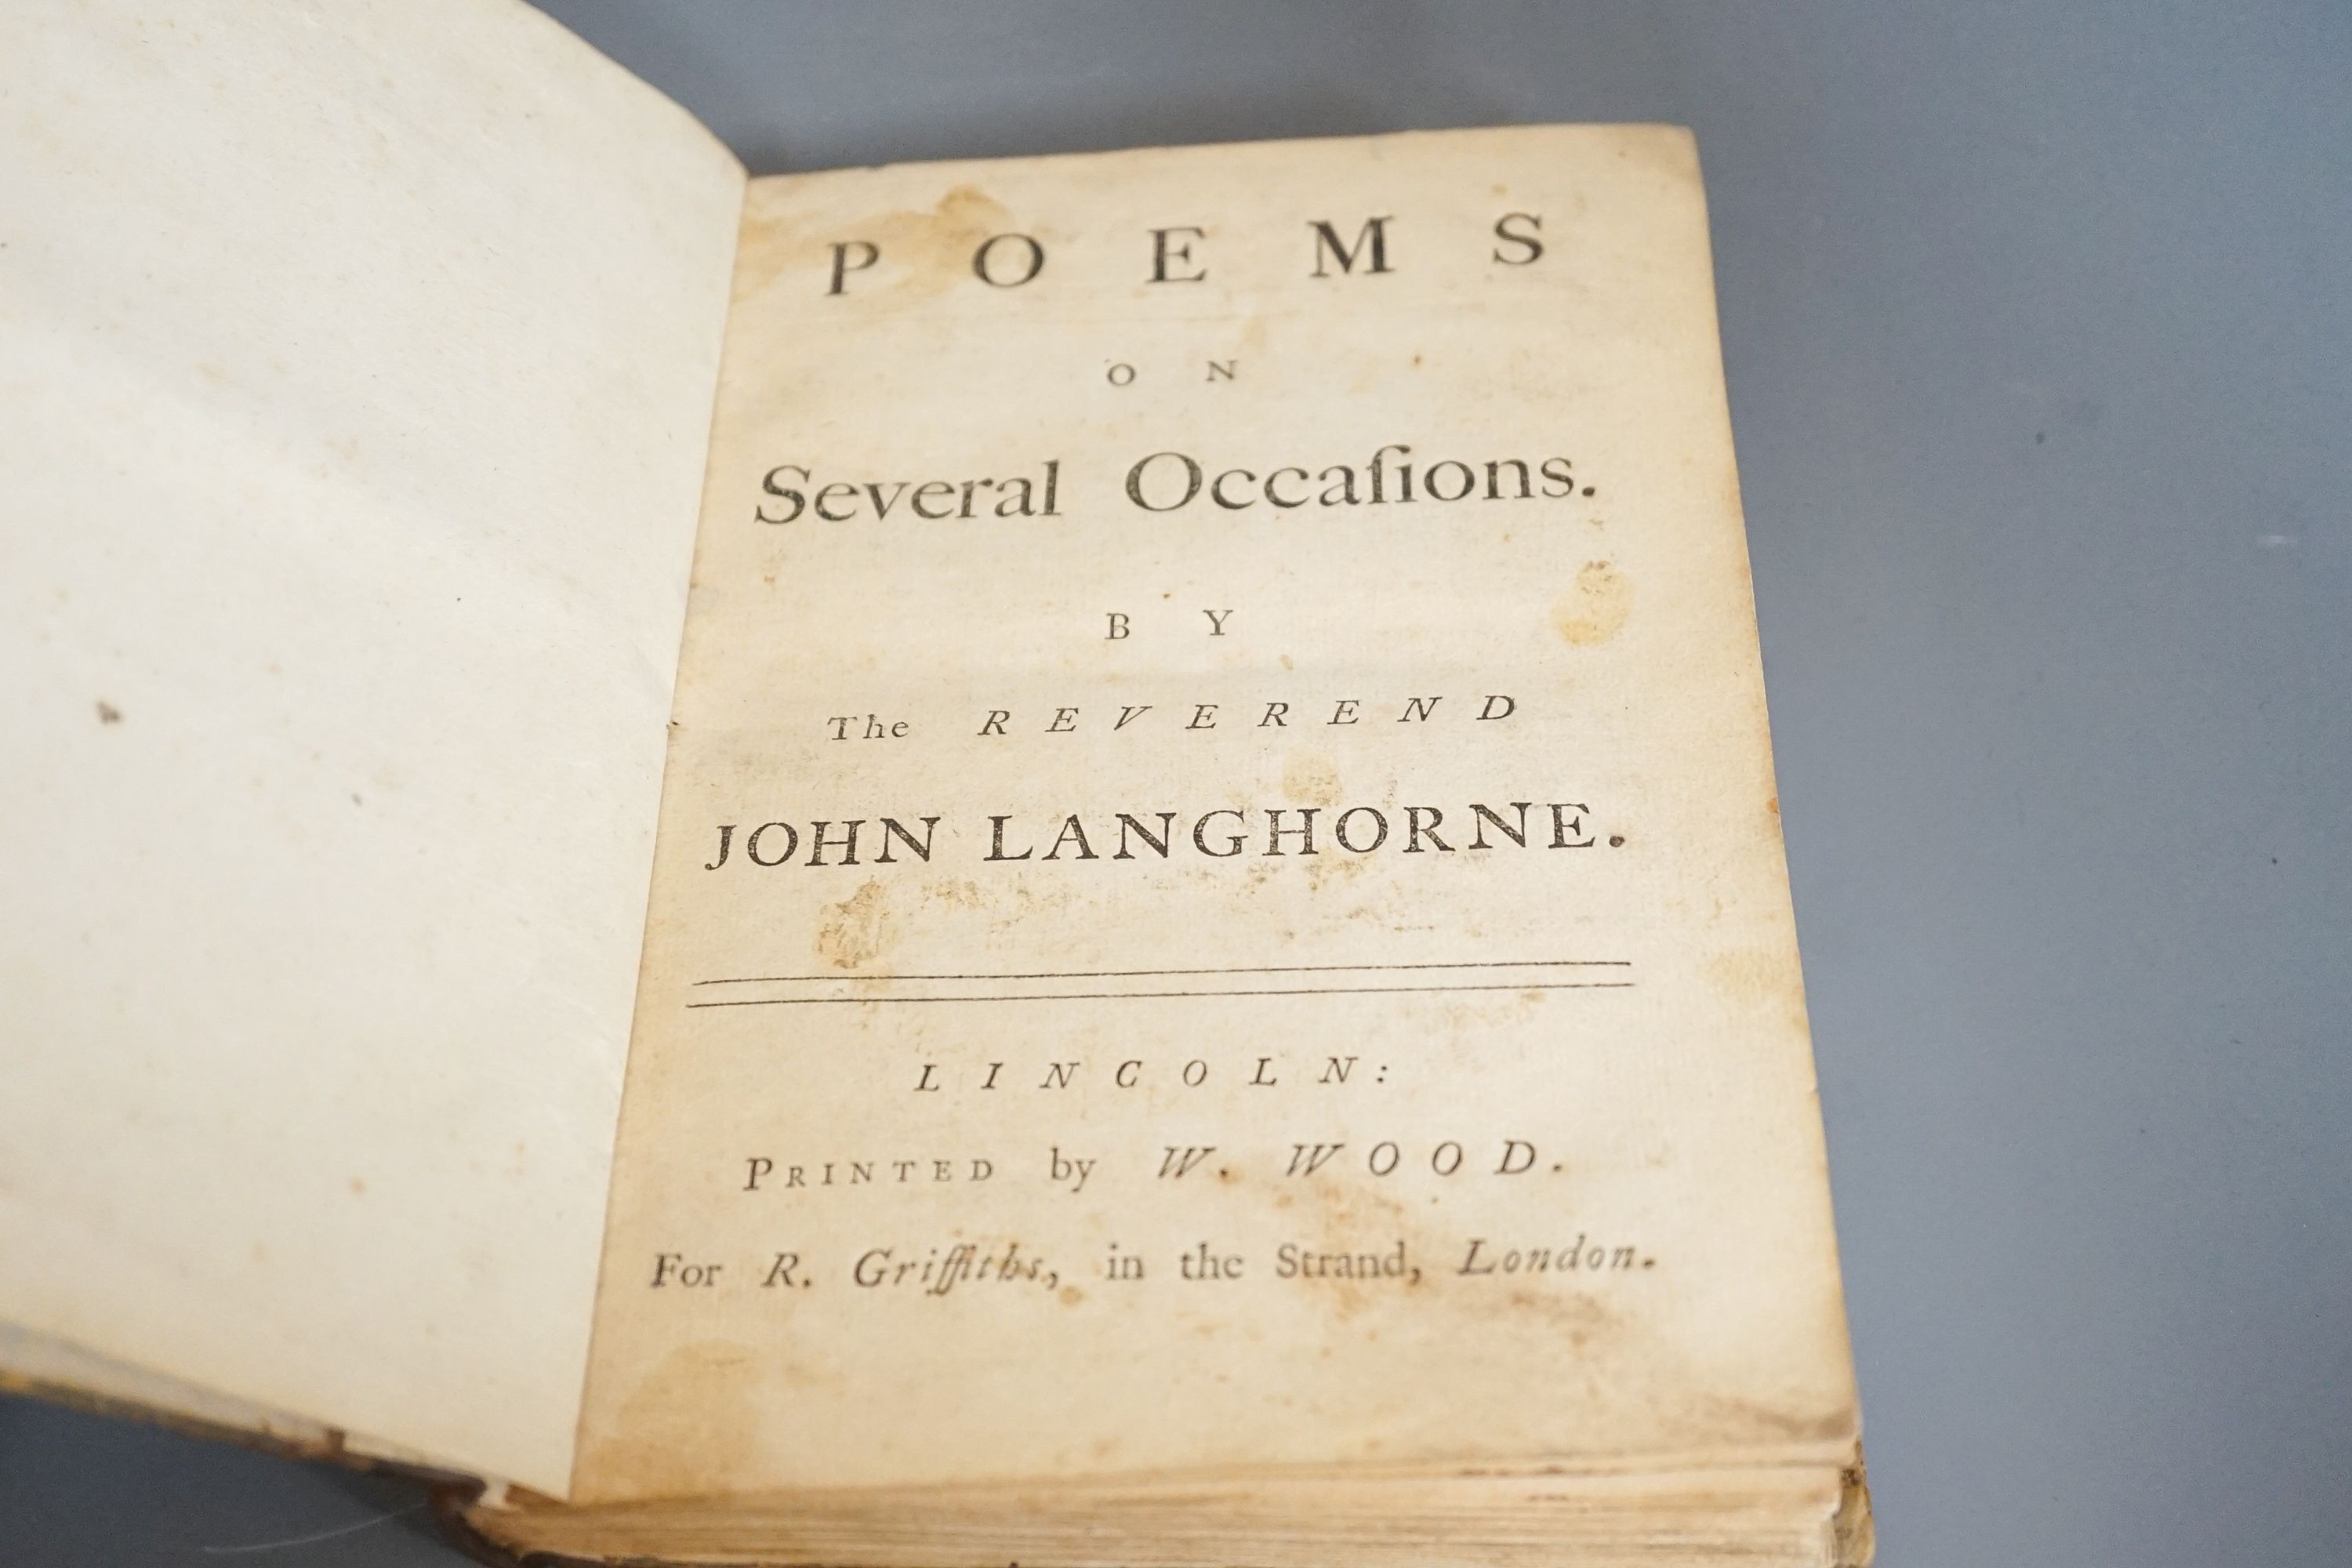 POEMS
ON
Several Occaſions.
BY
The REVEREND
JOHN LANGHORNE.
LINCOLN:
PRINTED by W. WOOD.
For R. Griffiths, in the Strand, London.